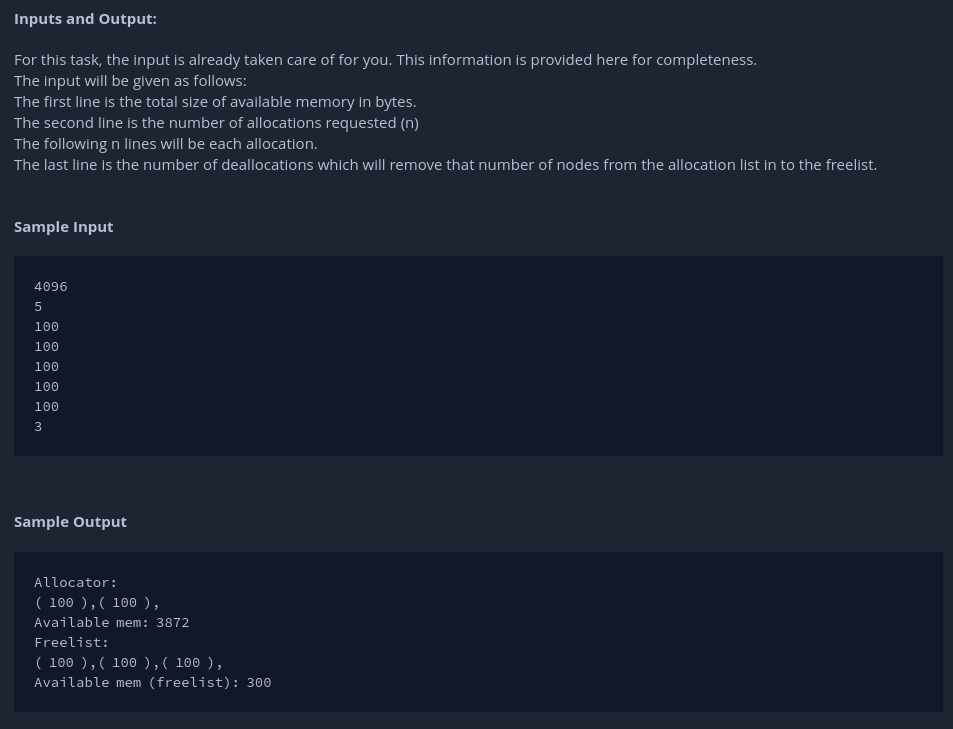 Inputs and Output:
For this task, the input is already taken care of for you. This information is provided here for completeness.
The input will be given as follows:
The first line is the total size of available memory in bytes.
The second line is the number of allocations requested (n)
The following n lines will be each allocation.
The last line is the number of deallocations which will remove that number of nodes from the allocation list in to the freelist.
Sample Input
4096
5
100
100
100
100
100
3
Sample Output
Allocator:
( 100 ),( 100 ),
Available mem: 3872
Freelist:
( 100 ),( 100 ),( 100 ),
Available mem (freelist): 300